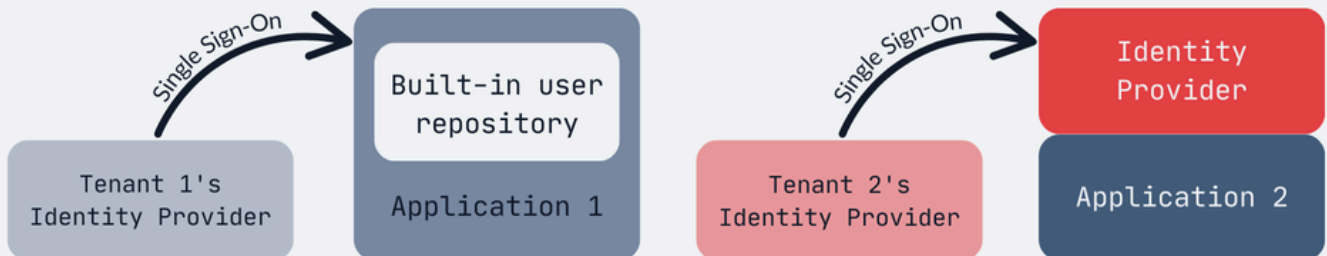 Single Sign-On
Built-in user
repository
Tenant 1's
Identity Provider
Application 1
Single Sign-On
Identity
Provider
Tenant 2's
Identity Provider
Application 2